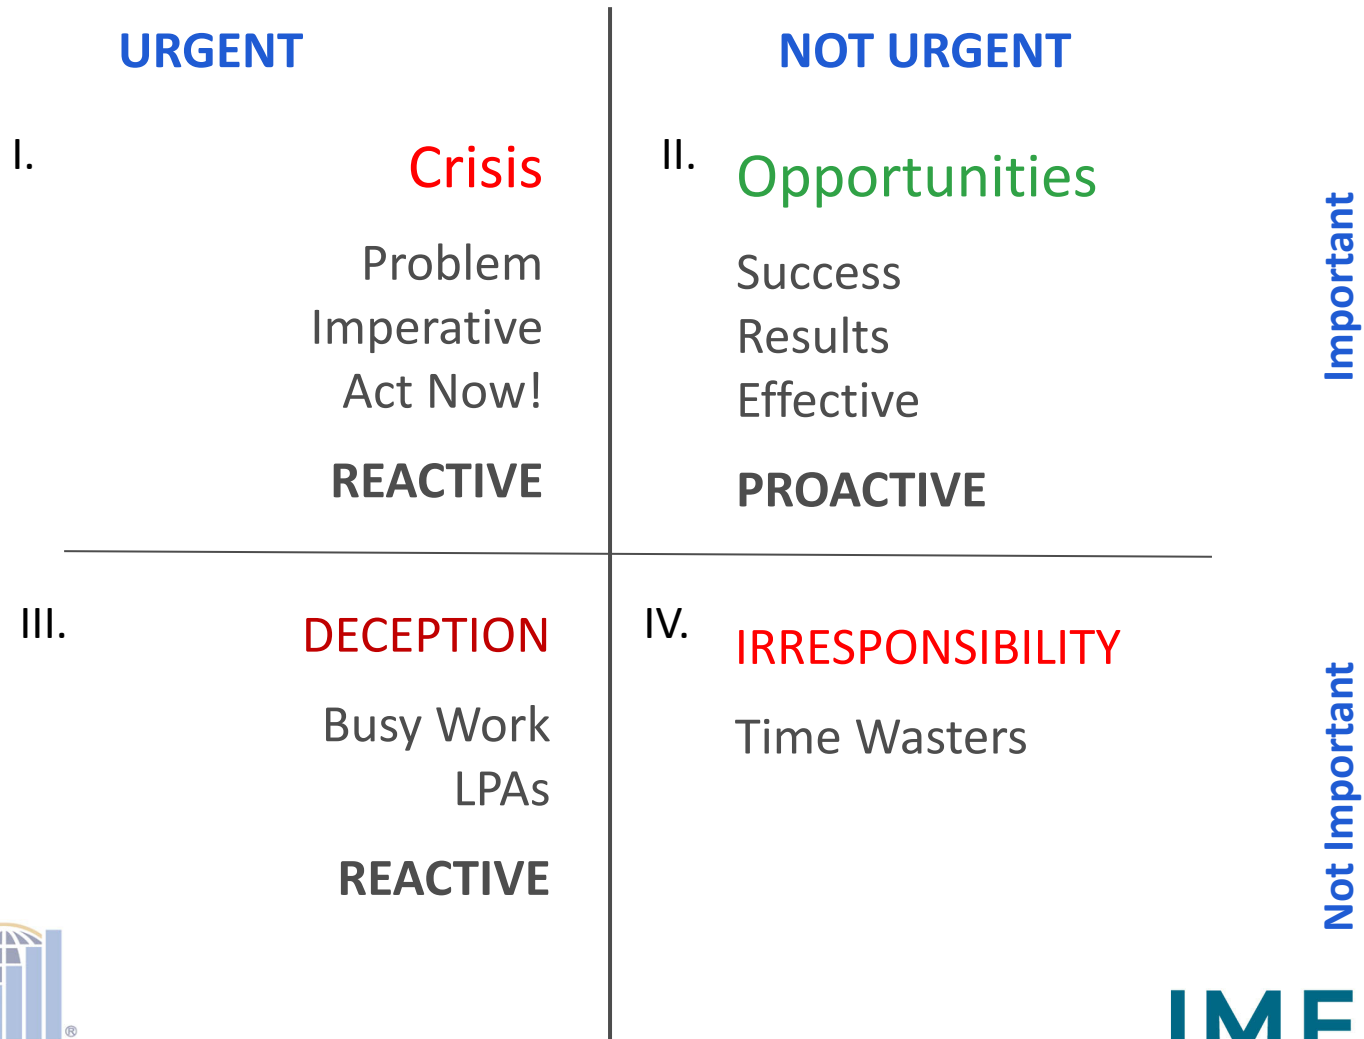 URGENT
NOT URGENT
I.
Crisis
Problem
Imperative
Act Now!
REACTIVE
II.
Opportunities
Success
Results
Effective
PROACTIVE
Important
III.
DECEPTION
Busy Work
LPAs
REACTIVE
IV.
IRRESPONSIBILITY
Time Wasters
Not Important
®